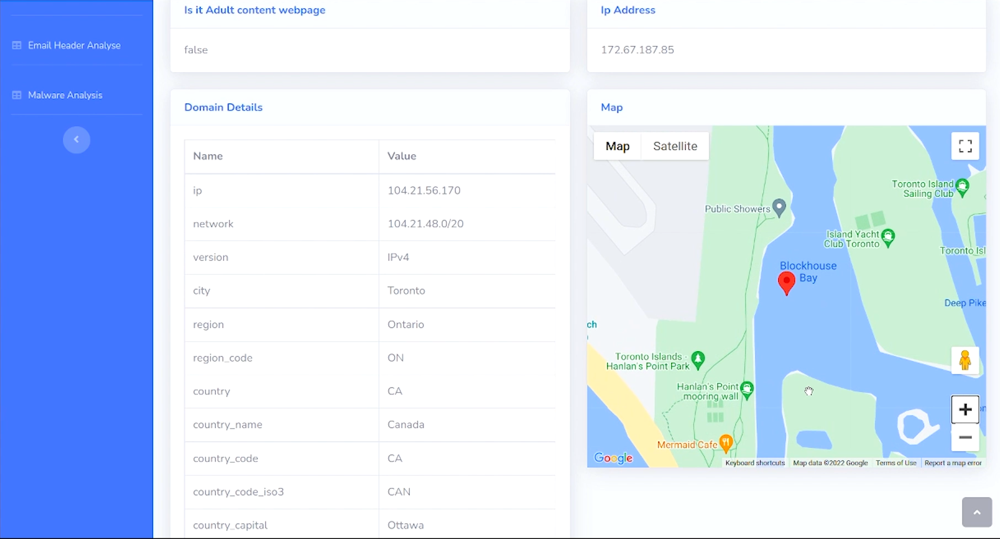 Is it Adult content webpage
Ip Address
Email Header Analyse
false
172.67.187.85
Malware Analysis
Domain Details
Map
Name Value
ip 104.21.56.170
network 104.21.48.0/20
version IPv4
city Toronto
region Ontario
region_code ON
country CA
country_name Canada
country_code CA
country_code_iso3 CAN
country_capital Ottawa
Map Satellite
Toronto Island
Sailing Club
Public Showers
Island Yacht
Club Toronto
Toronto Isl
Blockhouse
Bay
Deep Pike
ch
Toronto Islands -
Hanlan's Point Park
Hanlan's Point
mooring wall
Mermaid Cafe
Google
Keyboard shortcuts Map data ©2022 Google Terms of Use Report a map error